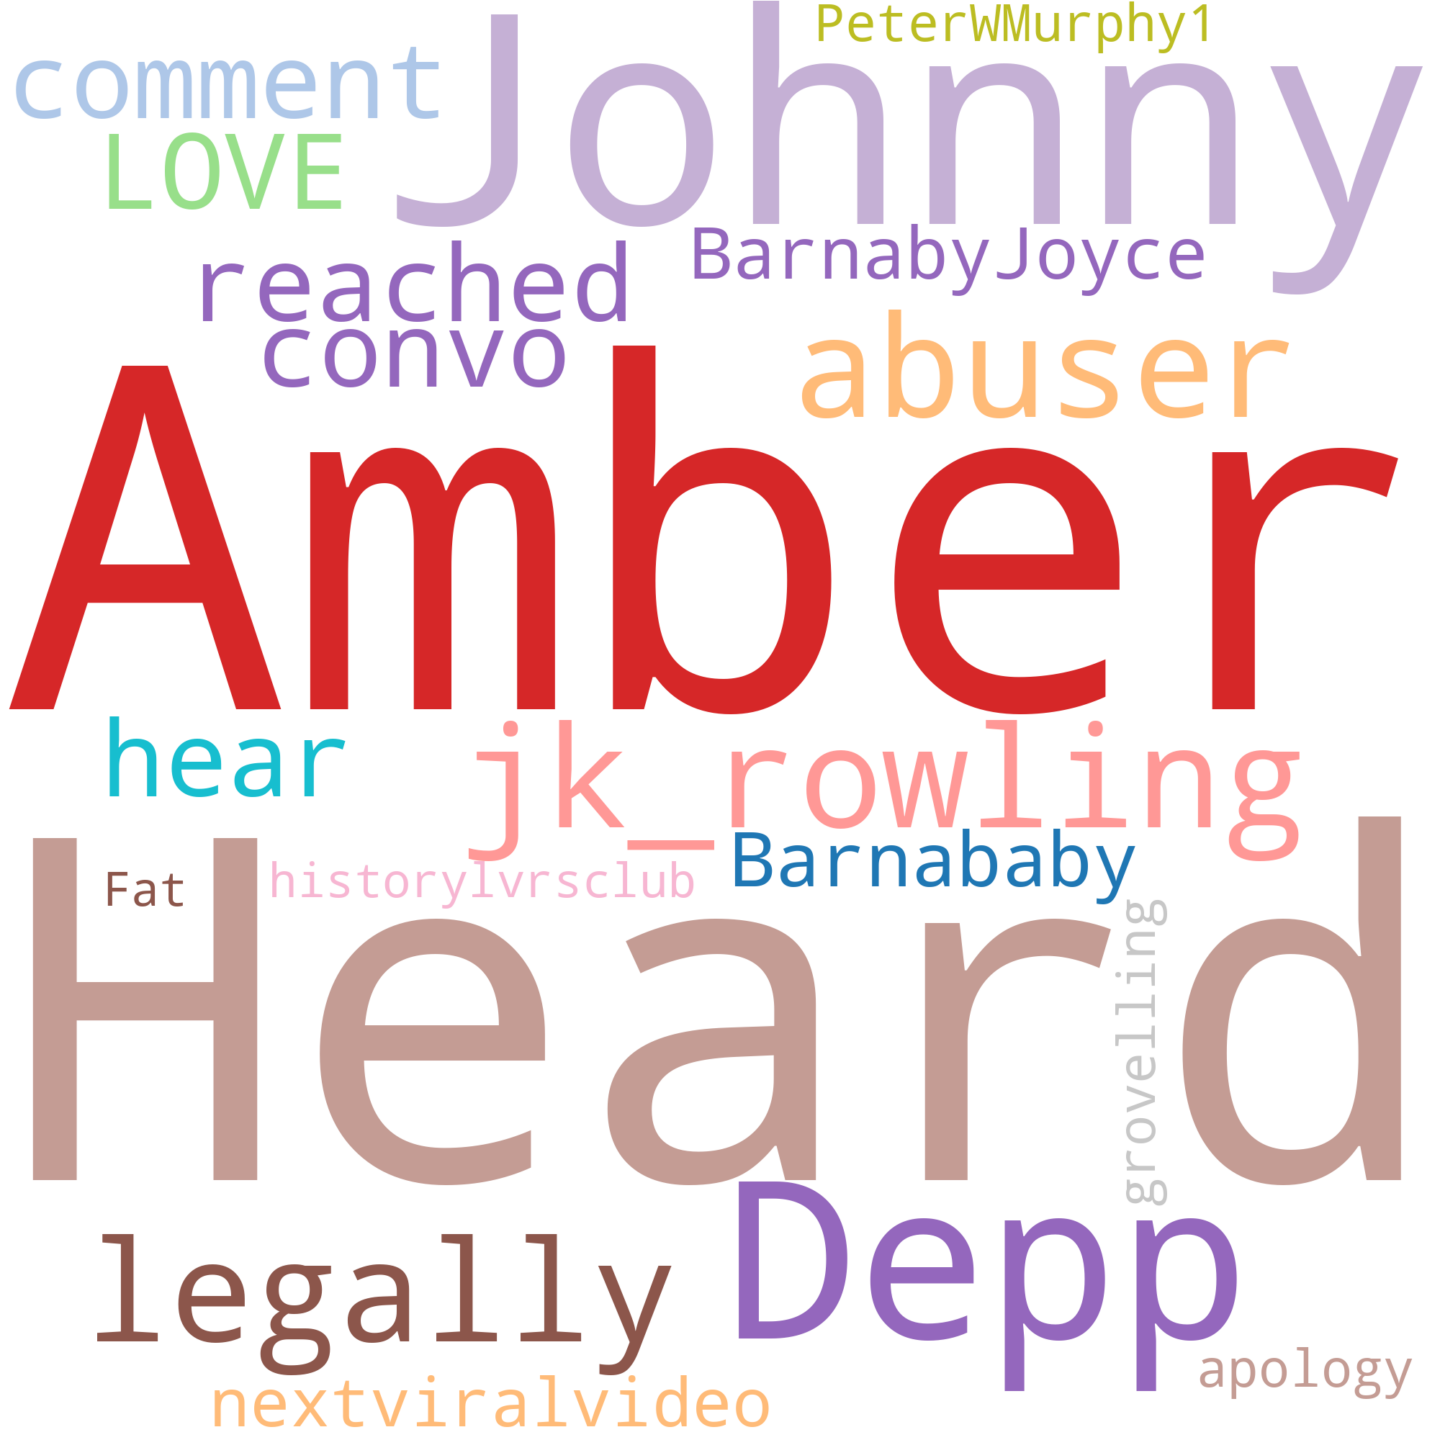 PeterWMurphy1
Johnny
comment
LOVE
reached
BarnabyJoyce
convo
abuser
Amber
hear
jk_rowling
Barnababy
Fat
historylvrsclub
Heard
grovelling
legally
Depp
apology
nextviralvideo